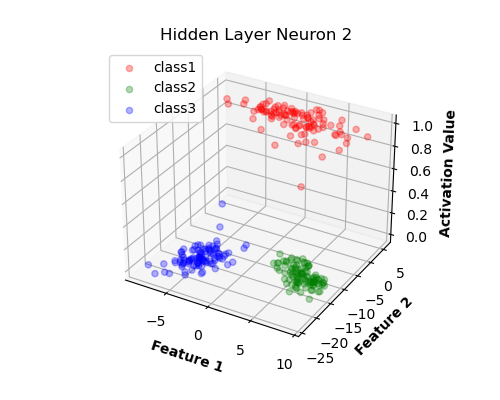 Hidden Layer Neuron 2
class1
class2
class3
1.0
0.8
0.6
0.4
0.2
0.0
Activation Value
5
0
−5
−10
−15
−20
−25
Feature 2
−5
0
5
10
Feature 1